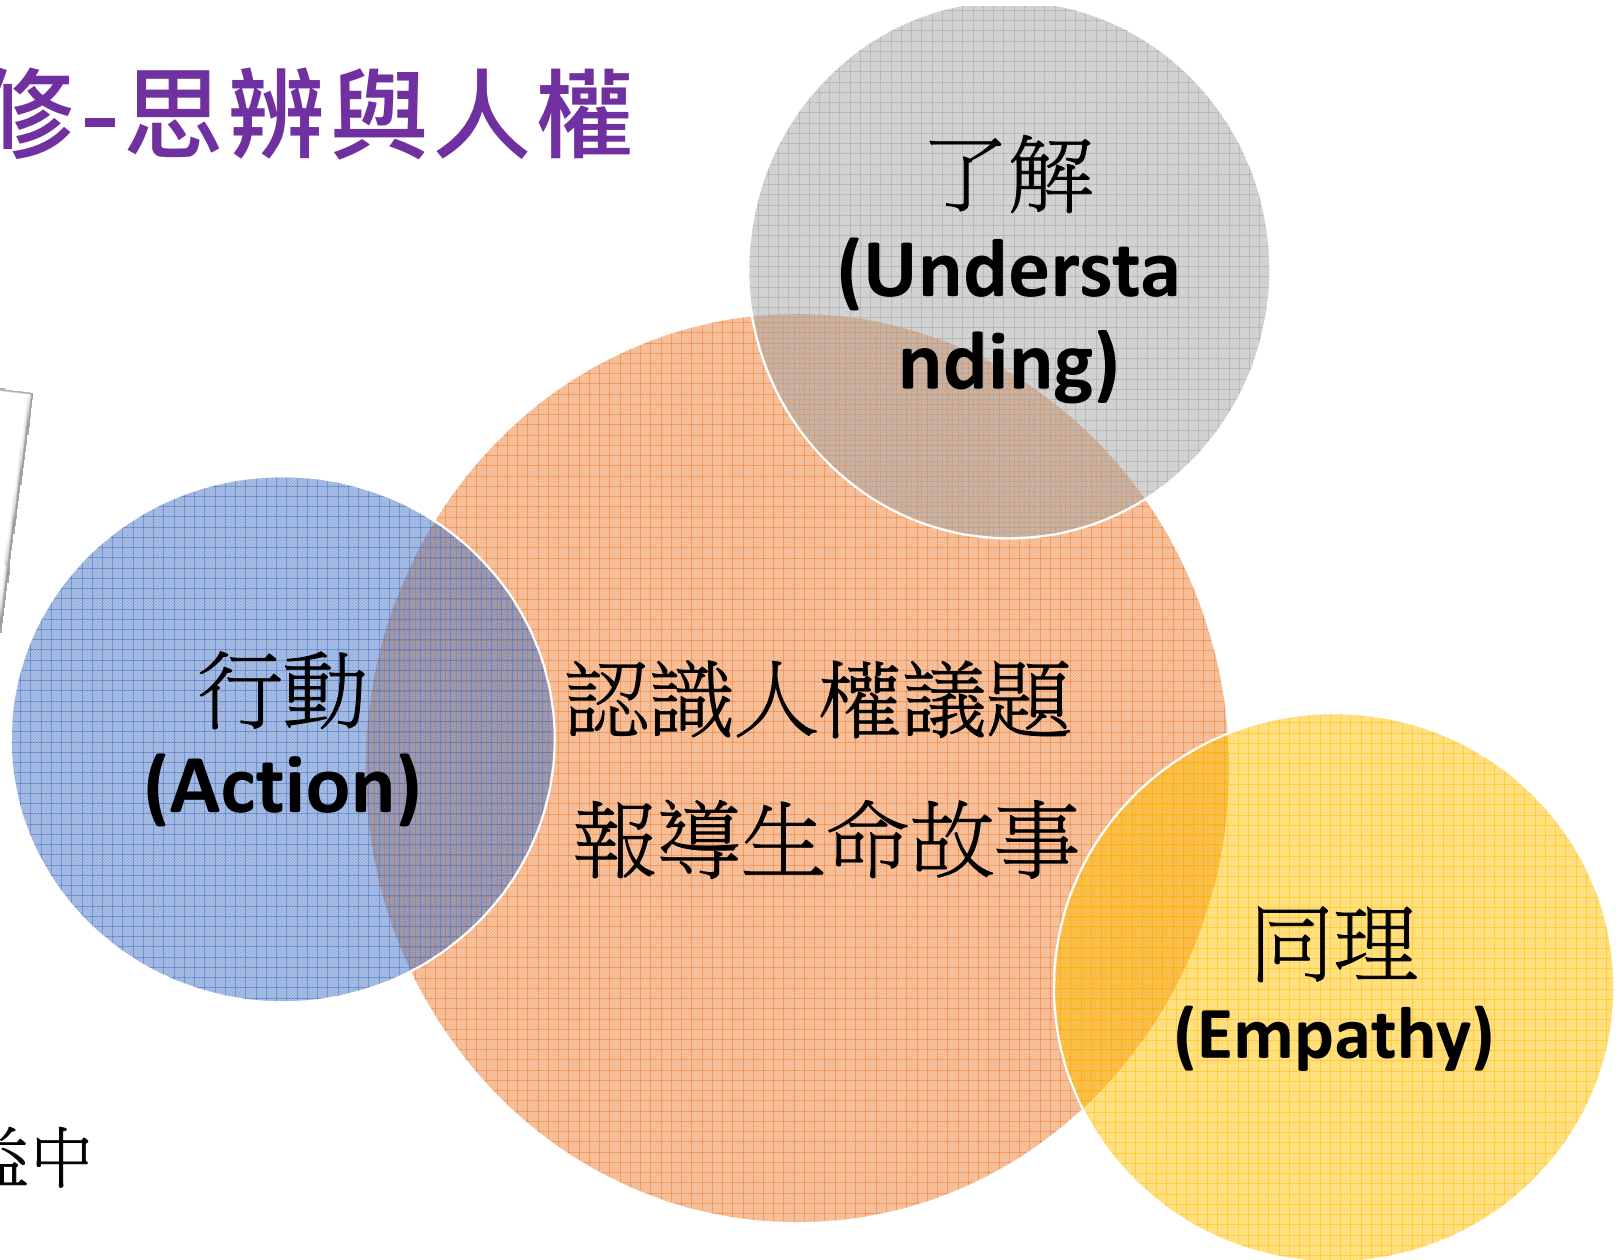 修-思辨與人權
了解
(Understa
nding)
行動
(Action)
認識人權議題
報導生命故事
同理
(Empathy)
益中